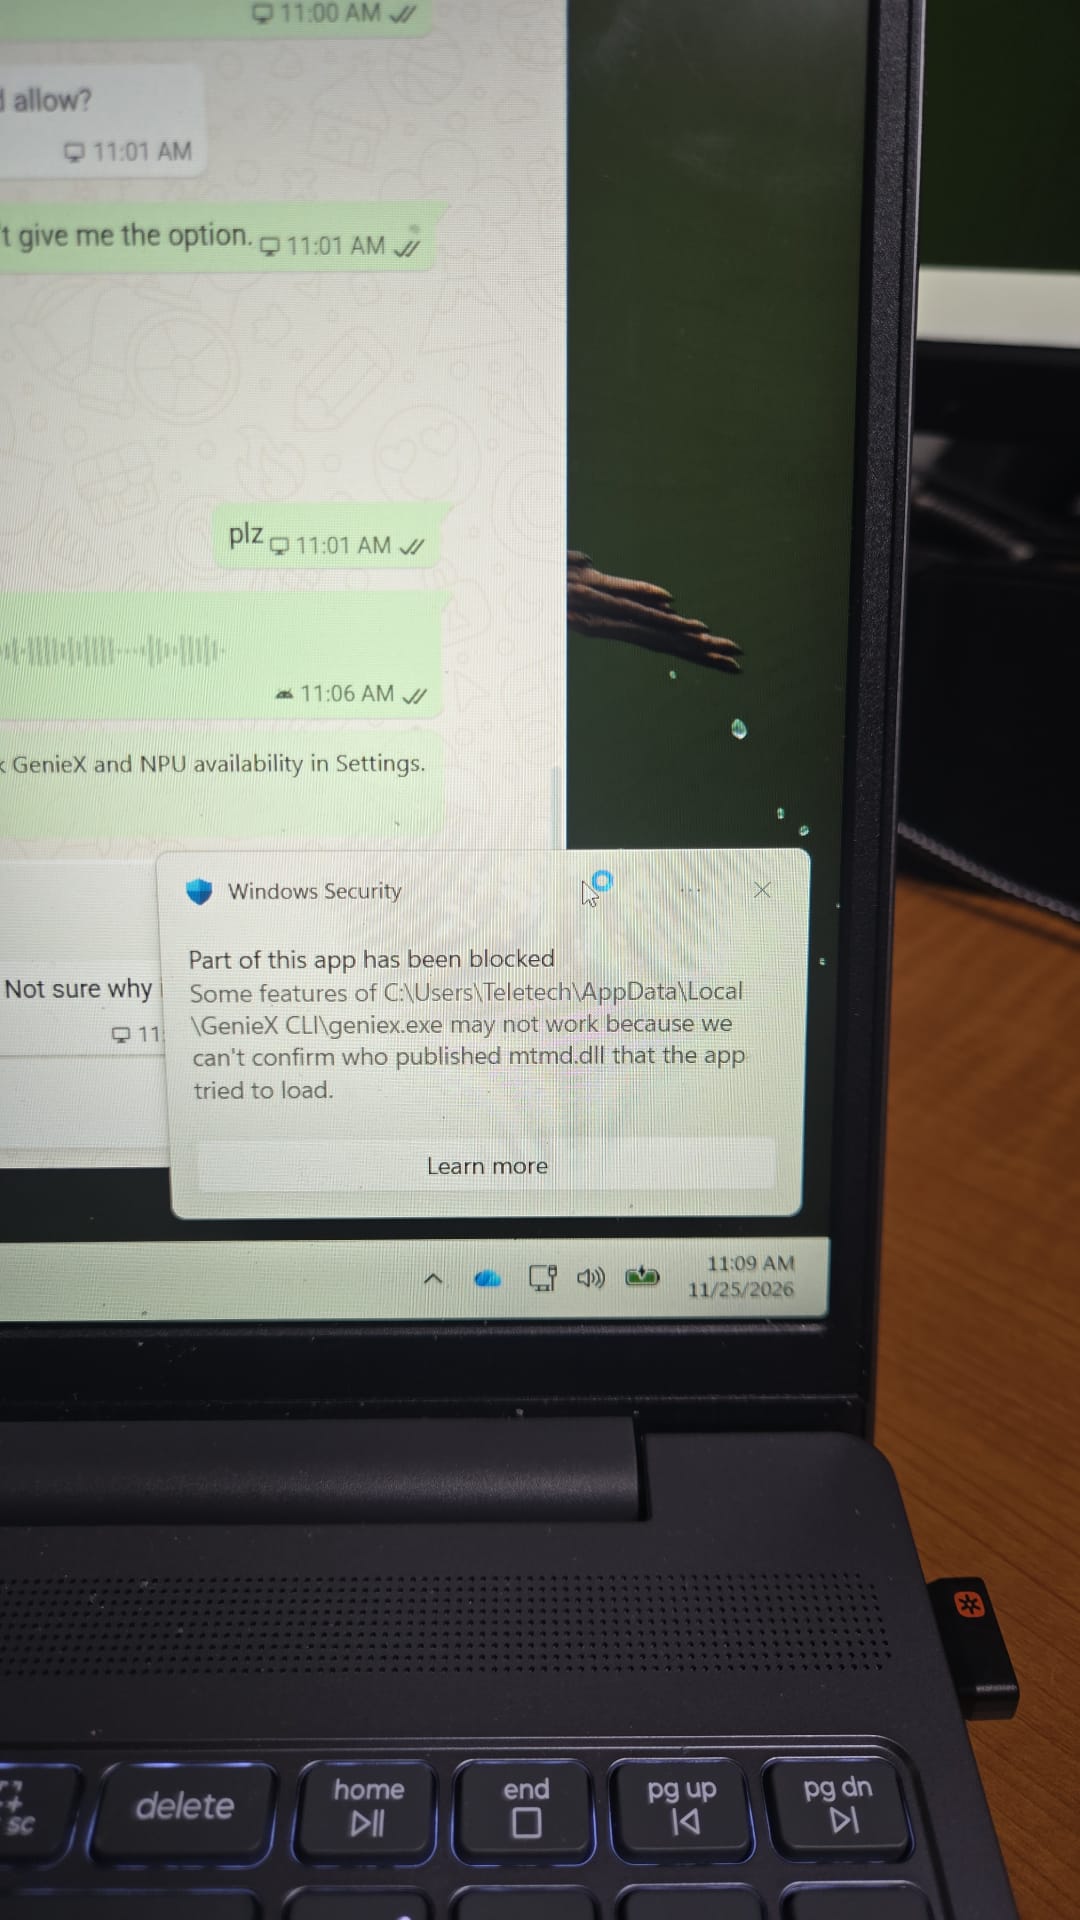 11:00 AM
allow?
11:01 AM
't give me the option. 11:01 AM
plz 11:01 AM
11:06 AM
GenieX and NPU availability in Settings.
Windows Security
Part of this app has been blocked
Some features of C:\Users\Teletech\AppData\Local
\GenieX CLI\geniex.exe may not work because we
can't confirm who published mtmd.dll that the app
tried to load.
Learn more
Not sure why
11:
11:09 AM
11/25/2026
sc
delete
home
end
pg up
pg dn